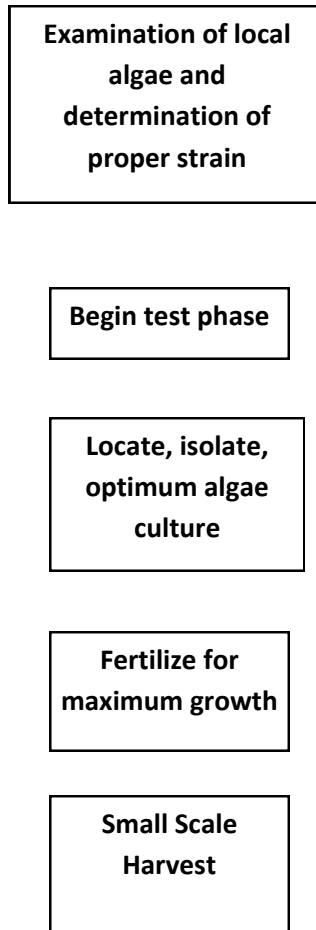 Examination of local
algae and
determination of
proper strain
Begin test phase
Locate, isolate,
optimum algae
culture
Fertilize for
maximum growth
Small Scale
Harvest